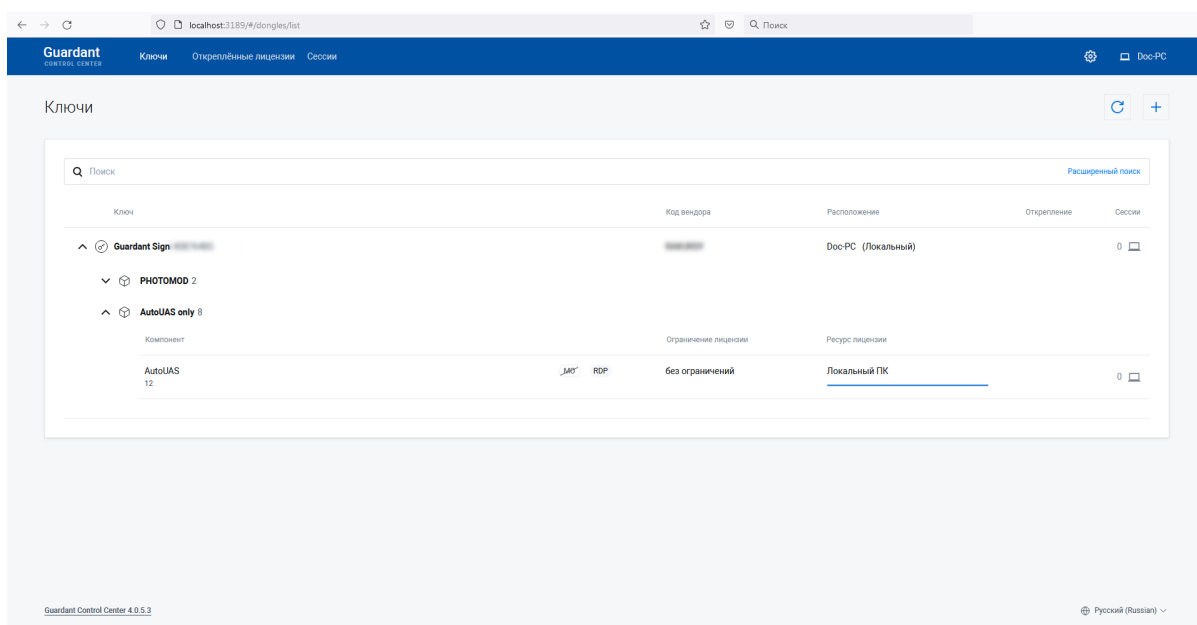 localhost:3189/#/dongles/list
Поиск
Guardant
CONTROL CENTER
Ключи
Откреплённые лицензии
Сессии
Doc-PC
Ключи
Поиск
Расширенный поиск
Ключ Код вендора Расположение Открепление Сессии
Guardant Sign Doc-PC (Локальный) 0
PHOTOMOD 2
AutoUAS only 8
Компонент Ограничение лицензии Ресурс лицензии
AutoUAS RDP без ограничений Локальный ПК 0
12
Guardant Control Center 4.0.5.3
Русский (Russian)